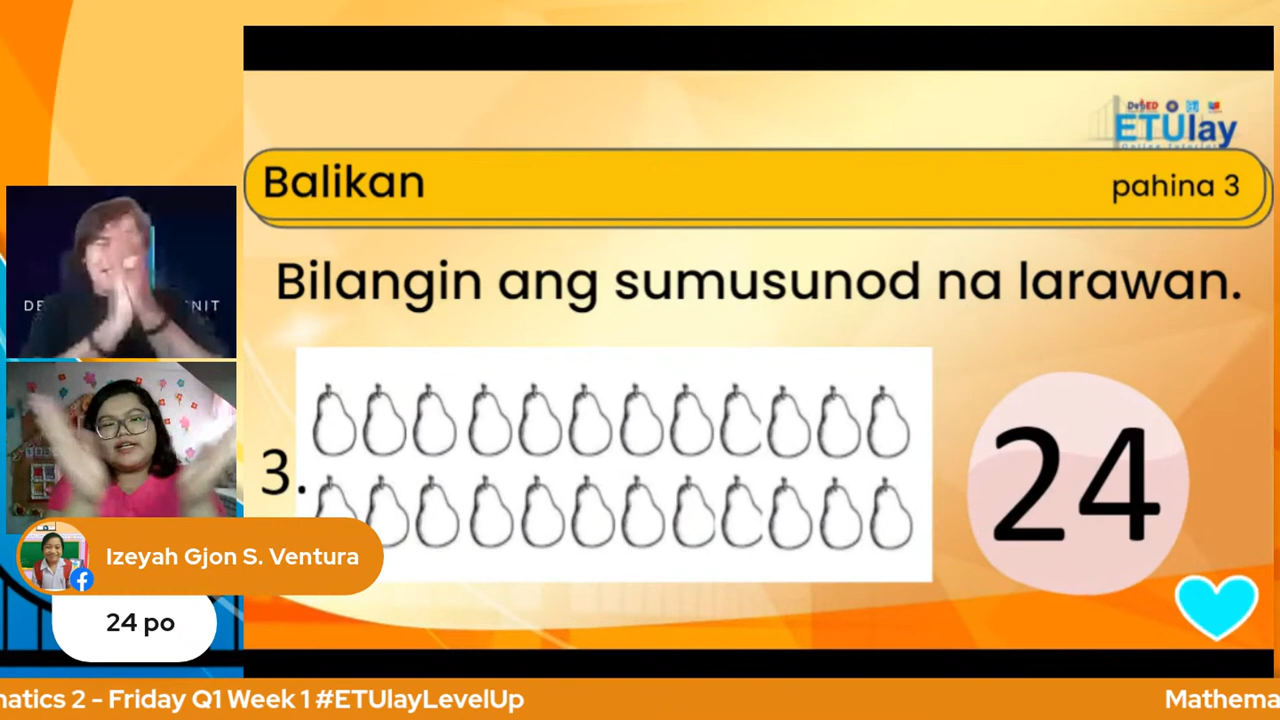 DepED
ETUlay
Balikan
pahina 3
Bilangin ang sumusunod na larawan.
3.
24
Izeyah Gjon S. Ventura
24 po
natics 2 - Friday Q1 Week 1 #ETUlayLevelUp
Mathema